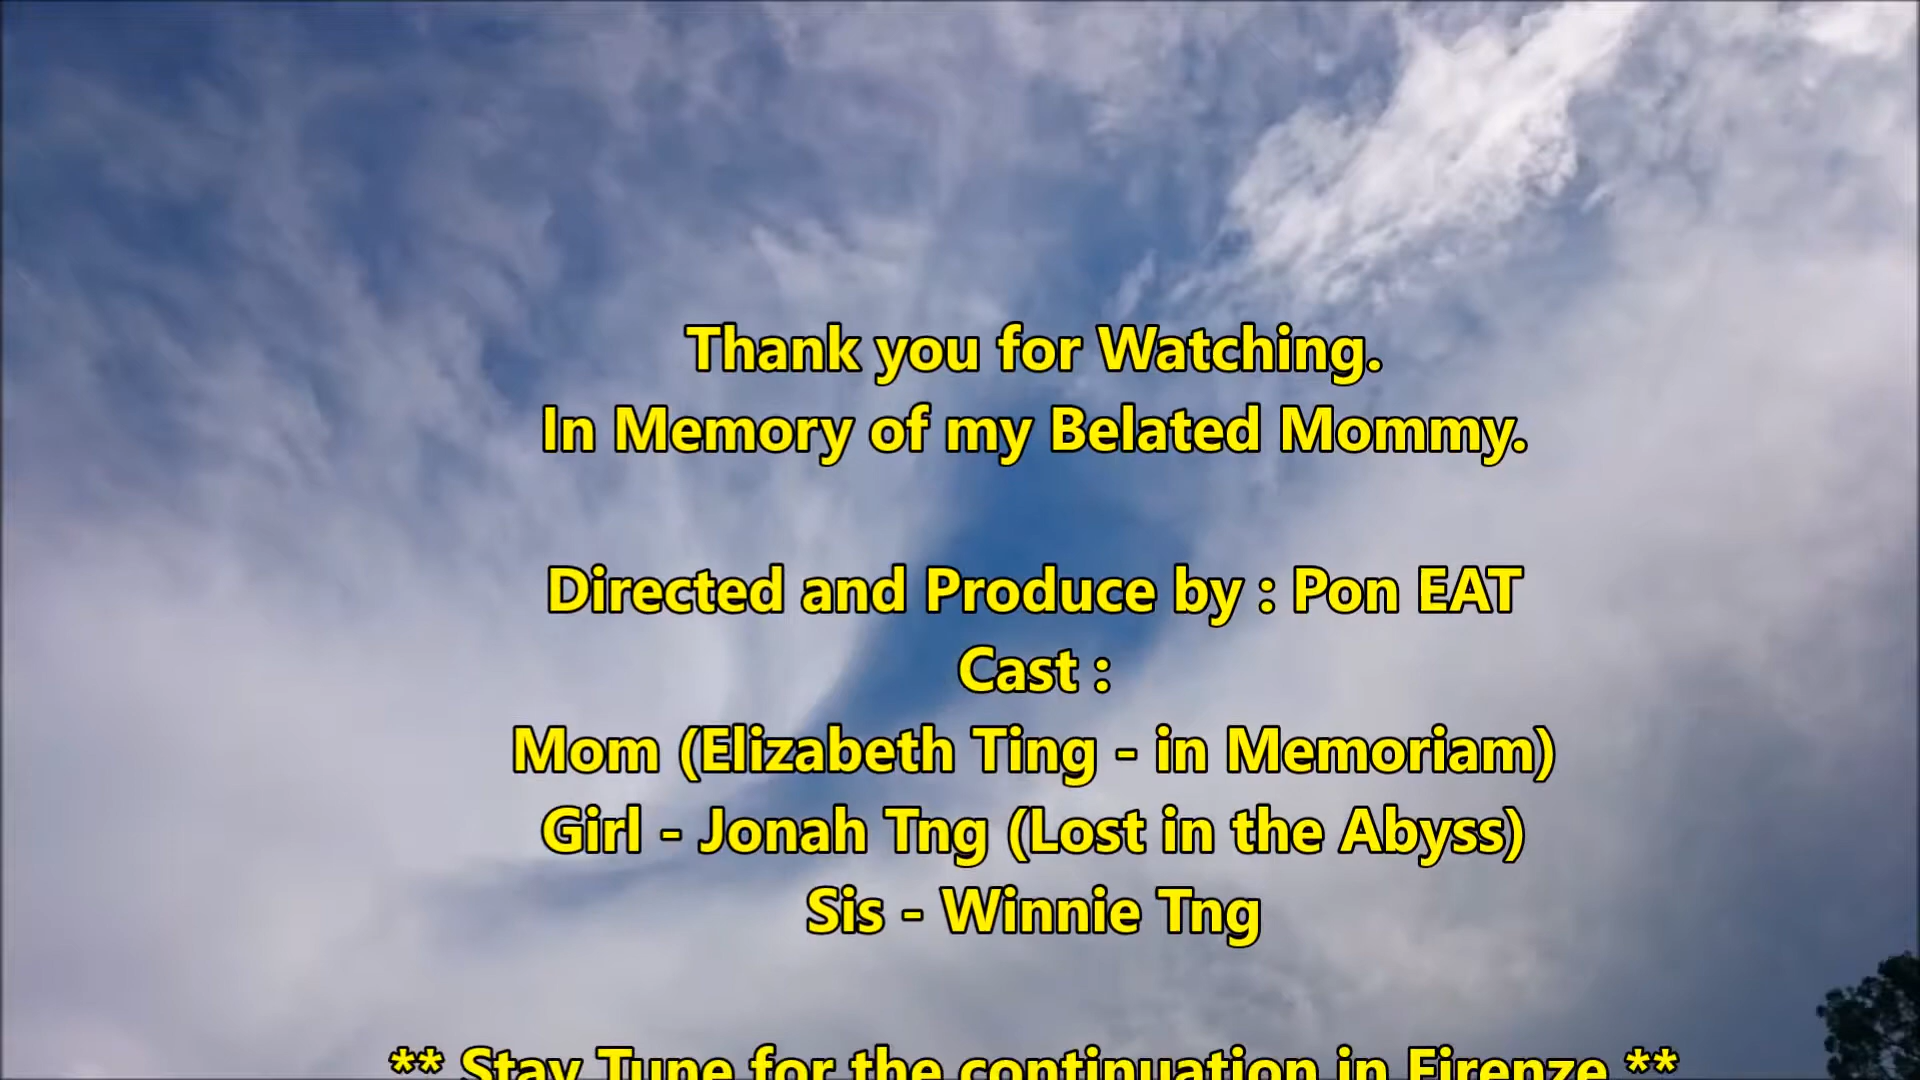 Thank you for Watching.
In Memory of my Belated Mommy.
Directed and Produce by : Pon EAT
Cast :
Mom (Elizabeth Ting - in Memoriam)
Girl - Jonah Tng (Lost in the Abyss)
Sis - Winnie Tng
** Stay Tune for the continuation in Firenze **